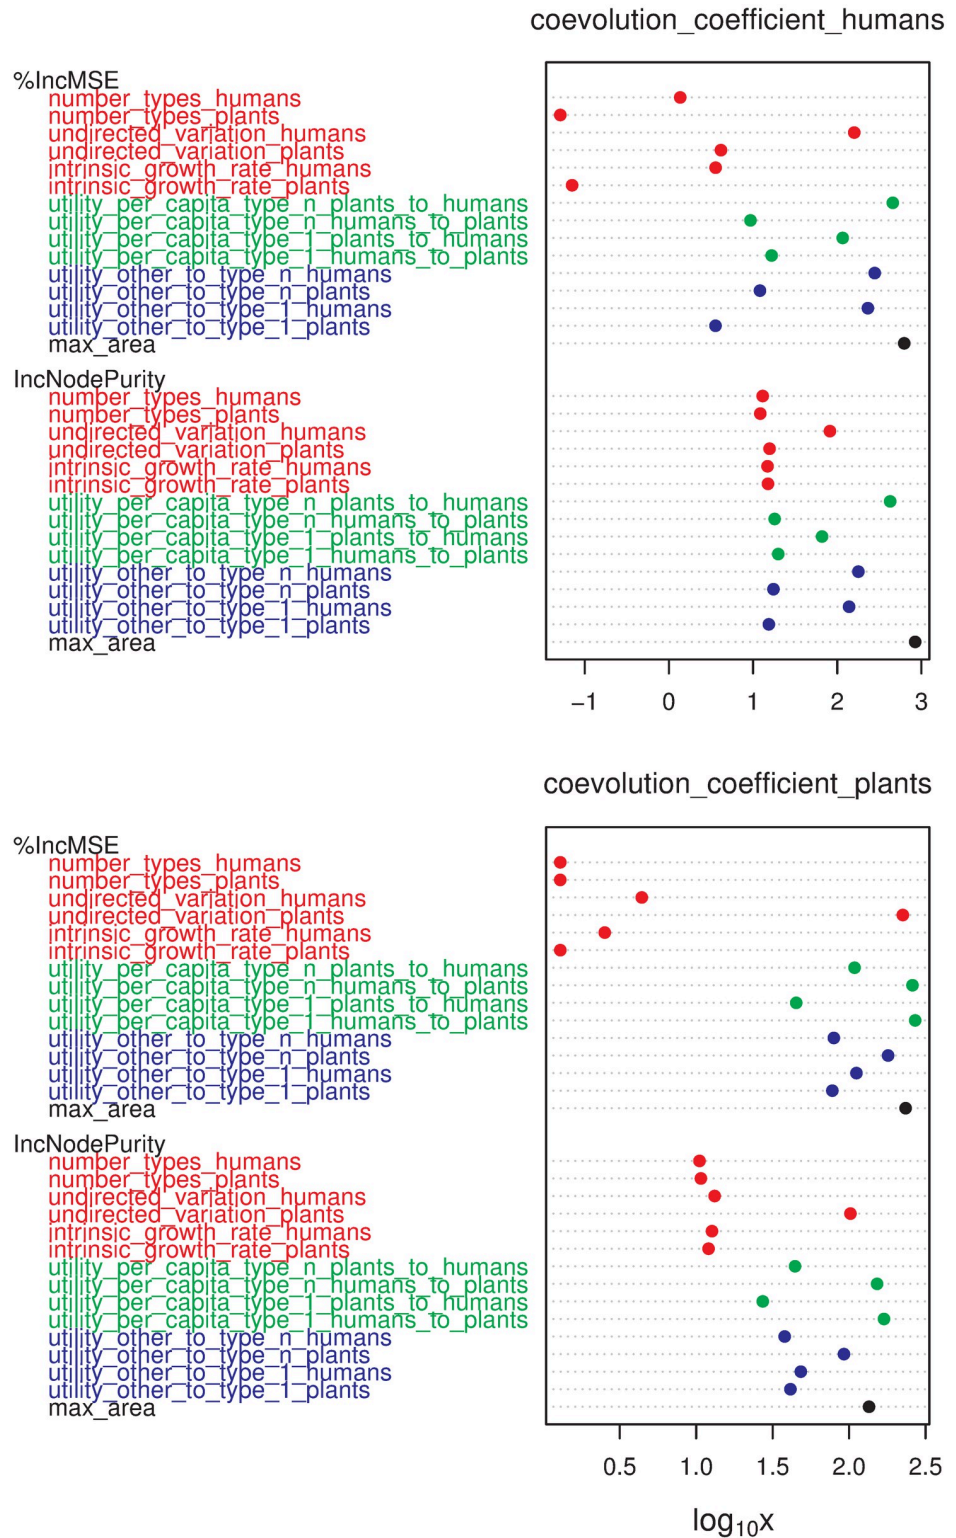 coevolution_coefficient_humans
%IncMSE
number_types_humans
number_types_plants
undirected_variation_humans
undirected_variation_plants
intrinsic_growth_rate_humans
intrinsic_growth_rate_plants
utility_per_capita_type_n_plants_to_humans
utility_per_capita_type_n_humans_to_plants
utility_per_capita_type_1_plants_to_humans
utility_per_capita_type_1_humans_to_plants
utility_other_to_type_n_humans
utility_other_to_type_n_plants
utility_other_to_type_1_humans
utility_other_to_type_1_plants
max_area
IncNodePurity
number_types_humans
number_types_plants
undirected_variation_humans
undirected_variation_plants
intrinsic_growth_rate_humans
intrinsic_growth_rate_plants
utility_per_capita_type_n_plants_to_humans
utility_per_capita_type_n_humans_to_plants
utility_per_capita_type_1_plants_to_humans
utility_per_capita_type_1_humans_to_plants
utility_other_to_type_n_humans
utility_other_to_type_n_plants
utility_other_to_type_1_humans
utility_other_to_type_1_plants
max_area
−1 0 1 2 3
coevolution_coefficient_plants
%IncMSE
number_types_humans
number_types_plants
undirected_variation_humans
undirected_variation_plants
intrinsic_growth_rate_humans
intrinsic_growth_rate_plants
utility_per_capita_type_n_plants_to_humans
utility_per_capita_type_n_humans_to_plants
utility_per_capita_type_1_plants_to_humans
utility_per_capita_type_1_humans_to_plants
utility_other_to_type_n_humans
utility_other_to_type_n_plants
utility_other_to_type_1_humans
utility_other_to_type_1_plants
max_area
IncNodePurity
number_types_humans
number_types_plants
undirected_variation_humans
undirected_variation_plants
intrinsic_growth_rate_humans
intrinsic_growth_rate_plants
utility_per_capita_type_n_plants_to_humans
utility_per_capita_type_n_humans_to_plants
utility_per_capita_type_1_plants_to_humans
utility_per_capita_type_1_humans_to_plants
utility_other_to_type_n_humans
utility_other_to_type_n_plants
utility_other_to_type_1_humans
utility_other_to_type_1_plants
max_area
0.5 1.0 1.5 2.0 2.5
log₁₀x